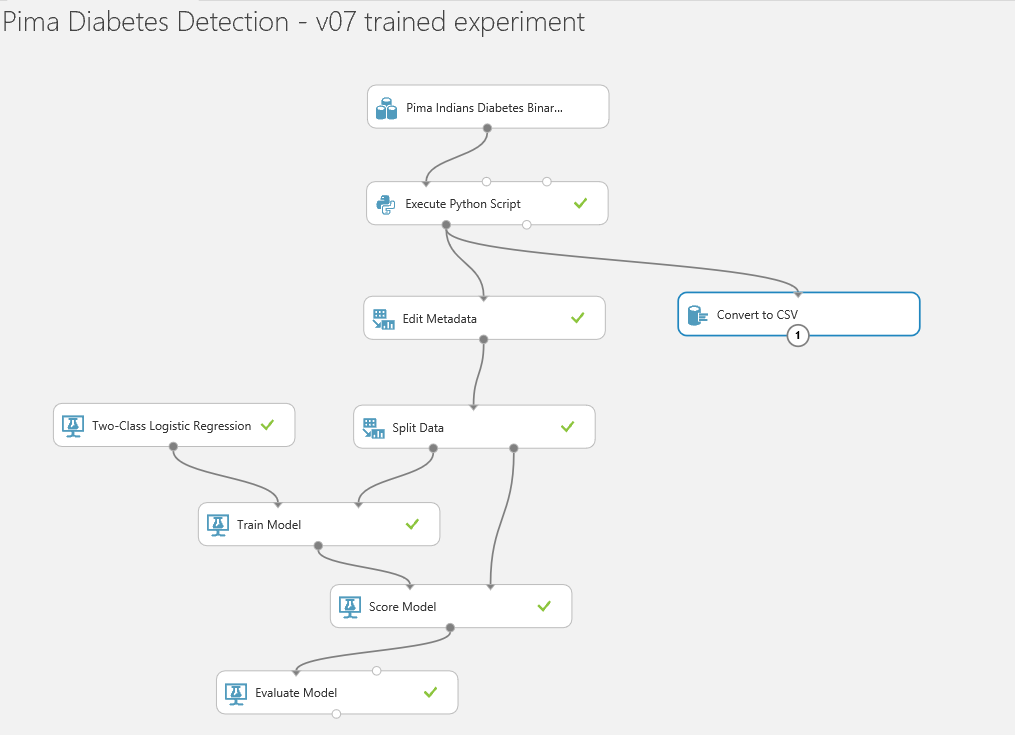 Pima Diabetes Detection - v07 trained experiment
Pima Indians Diabetes Binar...
Execute Python Script
Edit Metadata
Convert to CSV
1
Two-Class Logistic Regression
Split Data
Train Model
Score Model
Evaluate Model